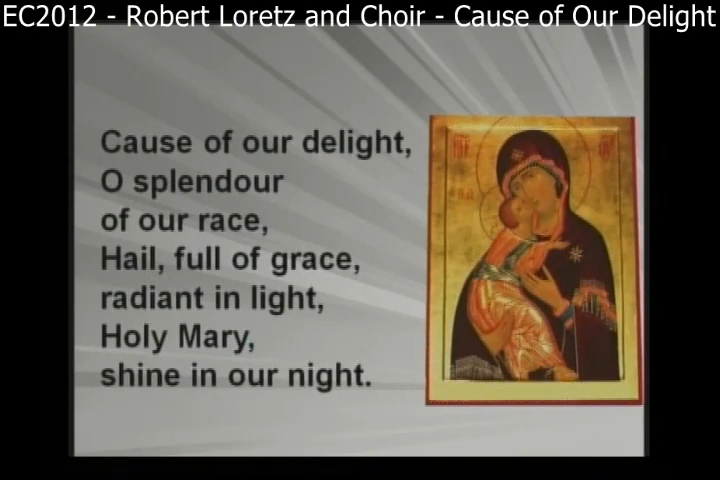 EC2012 - Robert Loretz and Choir - Cause of Our Delight
Cause of our delight,
O splendour
of our race,
Hail, full of grace,
radiant in light,
Holy Mary,
shine in our night.